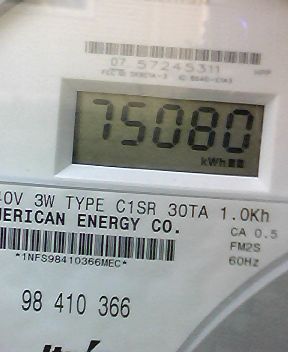 07 57245311
75080
kWh
40V 3W TYPE C1SR 30TA 1.0Kh
MERICAN ENERGY CO.
CA 0.5
FM2S
60Hz
*1NFS98410366MEC*
98 410 366